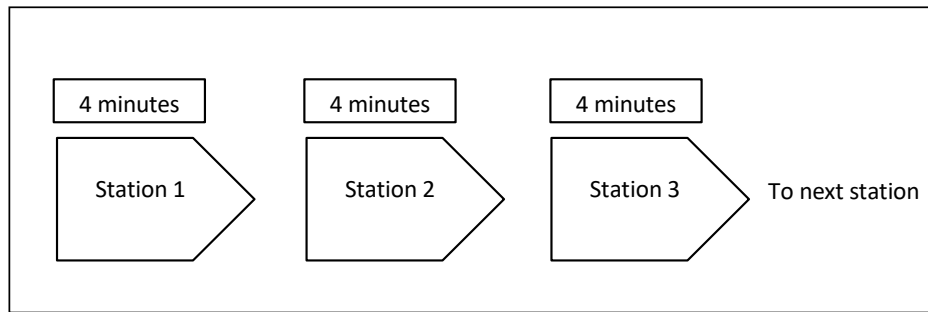 4 minutes
4 minutes
4 minutes
Station 1
Station 2
Station 3
To next station